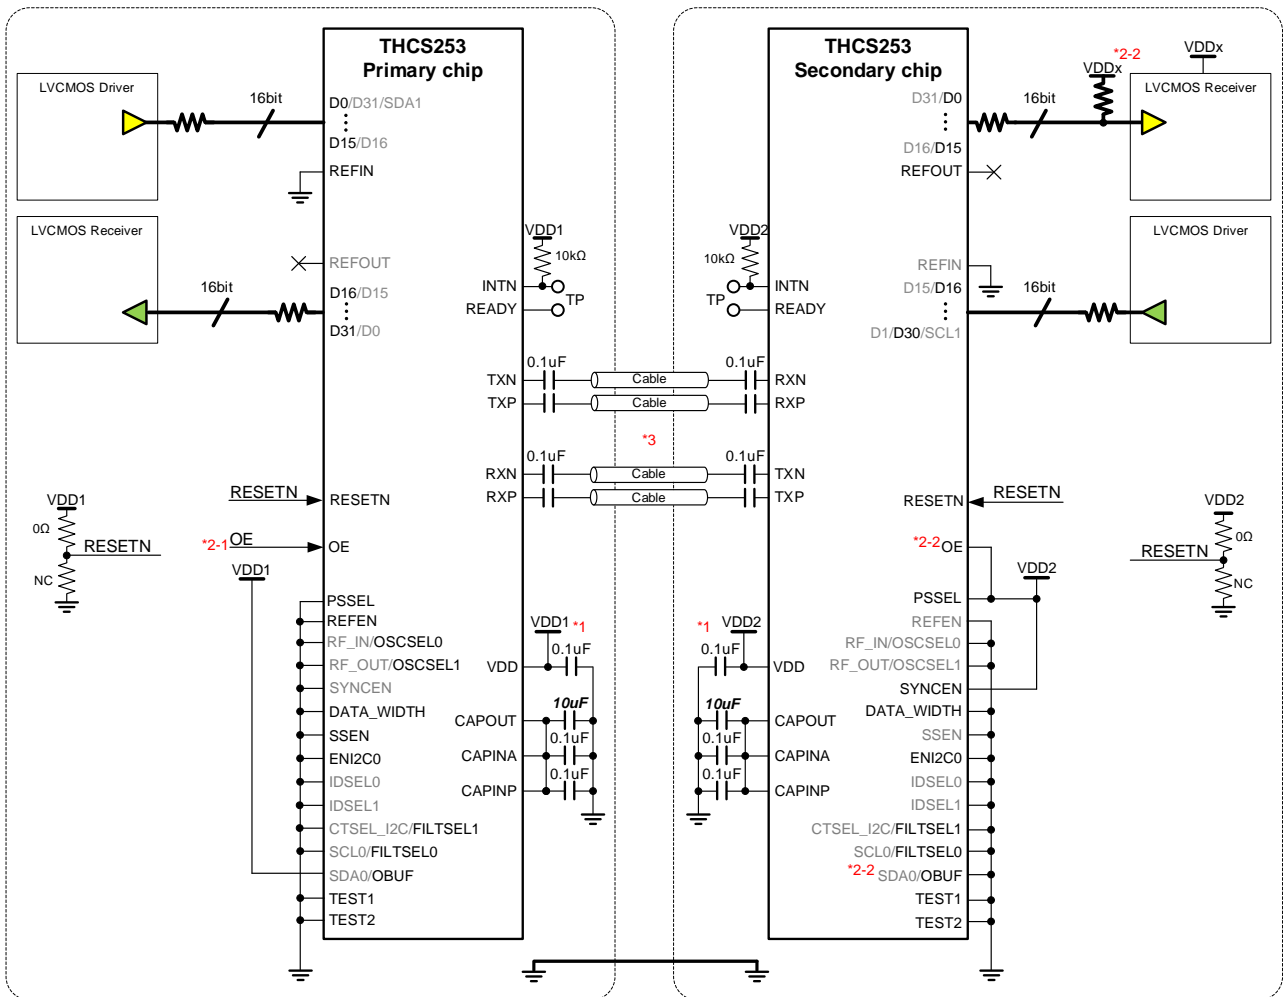 THCS253
Primary chip
LVCMOS Driver
16bit
D0/D31/SDA1
D15/D16
REFIN
LVCMOS Receiver
16bit
REFOUT
D16/D15
D31/D0
VDD1
10kΩ
INTN
READY
TP
TXN
TXP
0.1uF
Cable
Cable
*3
RXN
RXP
0.1uF
Cable
Cable
VDD1
0Ω
RESETN
NC
RESETN
RESETN
*2-1
OE
OE
VDD1
PSSEL
REFEN
RF_IN/OSCSEL0
RF_OUT/OSCSEL1
SYNCEN
DATA_WIDTH
SSEN
ENI2C0
IDSEL0
IDSEL1
CTSEL_I2C/FILTSEL1
SCL0/FILTSEL0
SDA0/OBUF
TEST1
TEST2
VDD1
*1
0.1uF
VDD
10uF
CAPOUT
0.1uF
CAPINA
0.1uF
CAPINP
THCS253
Secondary chip
*2-2
VDDx
VDDx
LVCMOS Receiver
16bit
D31/D0
D16/D15
REFOUT
LVCMOS Driver
16bit
REFIN
D15/D16
D1/D30/SCL1
VDD2
10kΩ
TP
INTN
READY
0.1uF
RXN
RXP
0.1uF
TXN
TXP
RESETN
RESETN
VDD2
0Ω
RESETN
NC
*2-2
OE
VDD2
PSSEL
REFEN
RF_IN/OSCSEL0
RF_OUT/OSCSEL1
SYNCEN
DATA_WIDTH
SSEN
ENI2C0
IDSEL0
IDSEL1
CTSEL_I2C/FILTSEL1
SCL0/FILTSEL0
*2-2
SDA0/OBUF
TEST1
TEST2
*1
VDD2
0.1uF
VDD
10uF
CAPOUT
0.1uF
CAPINA
0.1uF
CAPINP